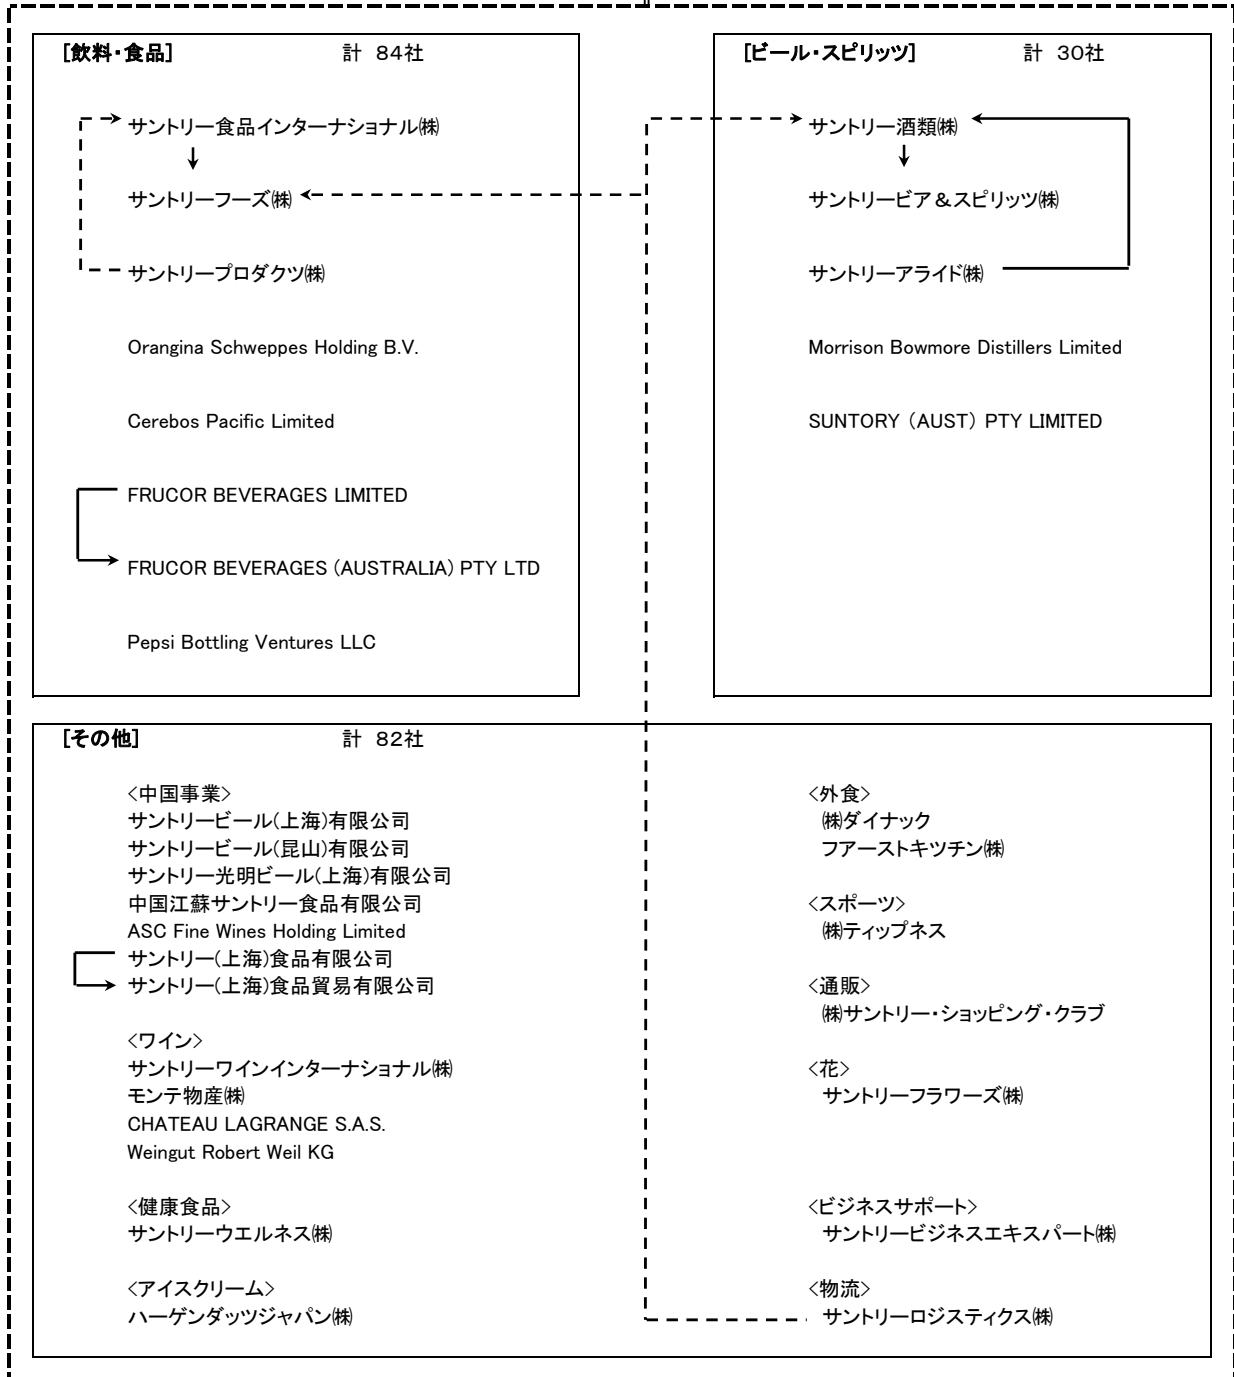 [飲料・食品] 計 84社
サントリー食品インターナショナル㈱
サントリーフーズ㈱
サントリープロダクツ㈱
Orangina Schweppes Holding B.V.
Cerebos Pacific Limited
FRUCOR BEVERAGES LIMITED
FRUCOR BEVERAGES (AUSTRALIA) PTY LTD
Pepsi Bottling Ventures LLC
[ビール・スピリッツ] 計 30社
サントリー酒類㈱
サントリービア＆スピリッツ㈱
サントリーアライド㈱
Morrison Bowmore Distillers Limited
SUNTORY (AUST) PTY LIMITED
[その他] 計 82社
<中国事業>
サントリービール(上海)有限公司
サントリービール(昆山)有限公司
サントリー光明ビール(上海)有限公司
中国江蘇サントリー食品有限公司
ASC Fine Wines Holding Limited
サントリー(上海)食品有限公司
サントリー(上海)食品貿易有限公司
<ワイン>
サントリーワインインターナショナル㈱
モンテ物産㈱
CHATEAU LAGRANGE S.A.S.
Weingut Robert Weil KG
<健康食品>
サントリーウエルネス㈱
<アイスクリーム>
ハーゲンダッツジャパン㈱
<外食>
㈱ダイナック
フアーストキツチン㈱
<スポーツ>
㈱ティップネス
<通販>
㈱サントリー・ショッピング・クラブ
<花>
サントリーフラワーズ㈱
<ビジネスサポート>
サントリービジネスエキスパート㈱
<物流>
サントリーロジスティクス㈱